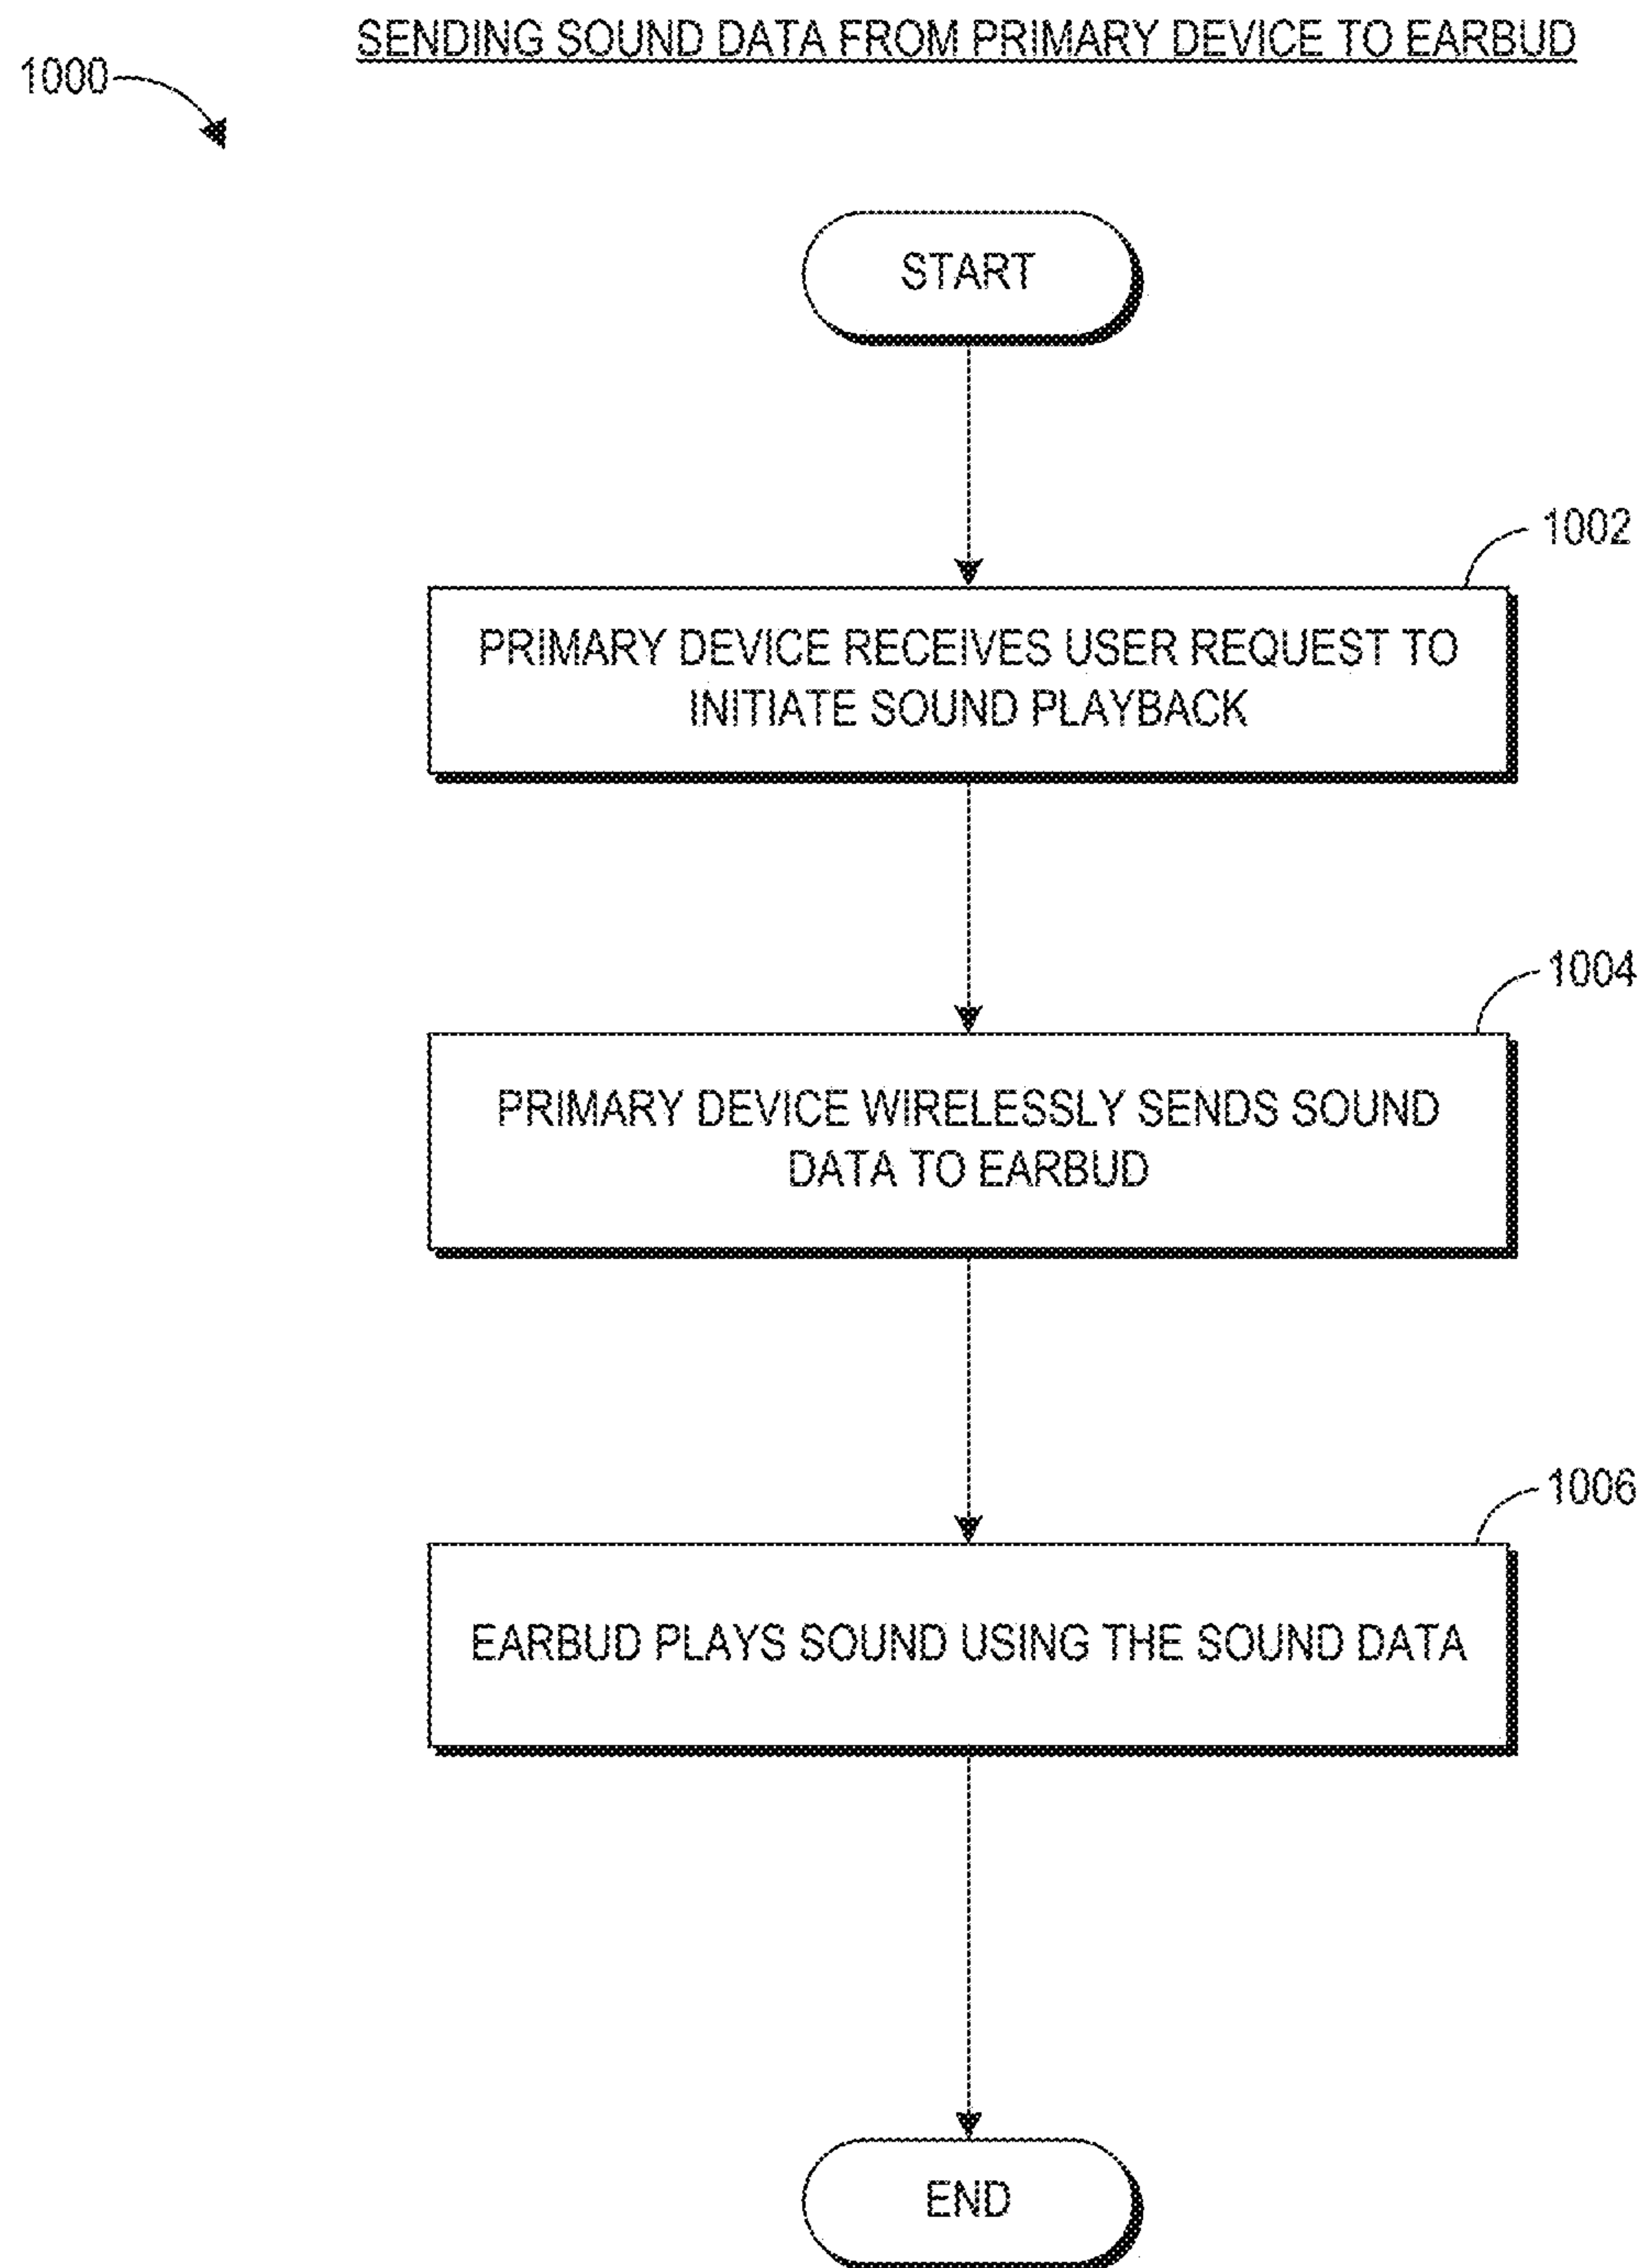 SENDING SOUND DATA FROM PRIMARY DEVICE TO EARBUD
1000
START
1002
PRIMARY DEVICE RECEIVES USER REQUEST TO
INITIATE SOUND PLAYBACK
1004
PRIMARY DEVICE WIRELESSLY SENDS SOUND
DATA TO EARBUD
1006
EARBUD PLAYS SOUND USING THE SOUND DATA
END